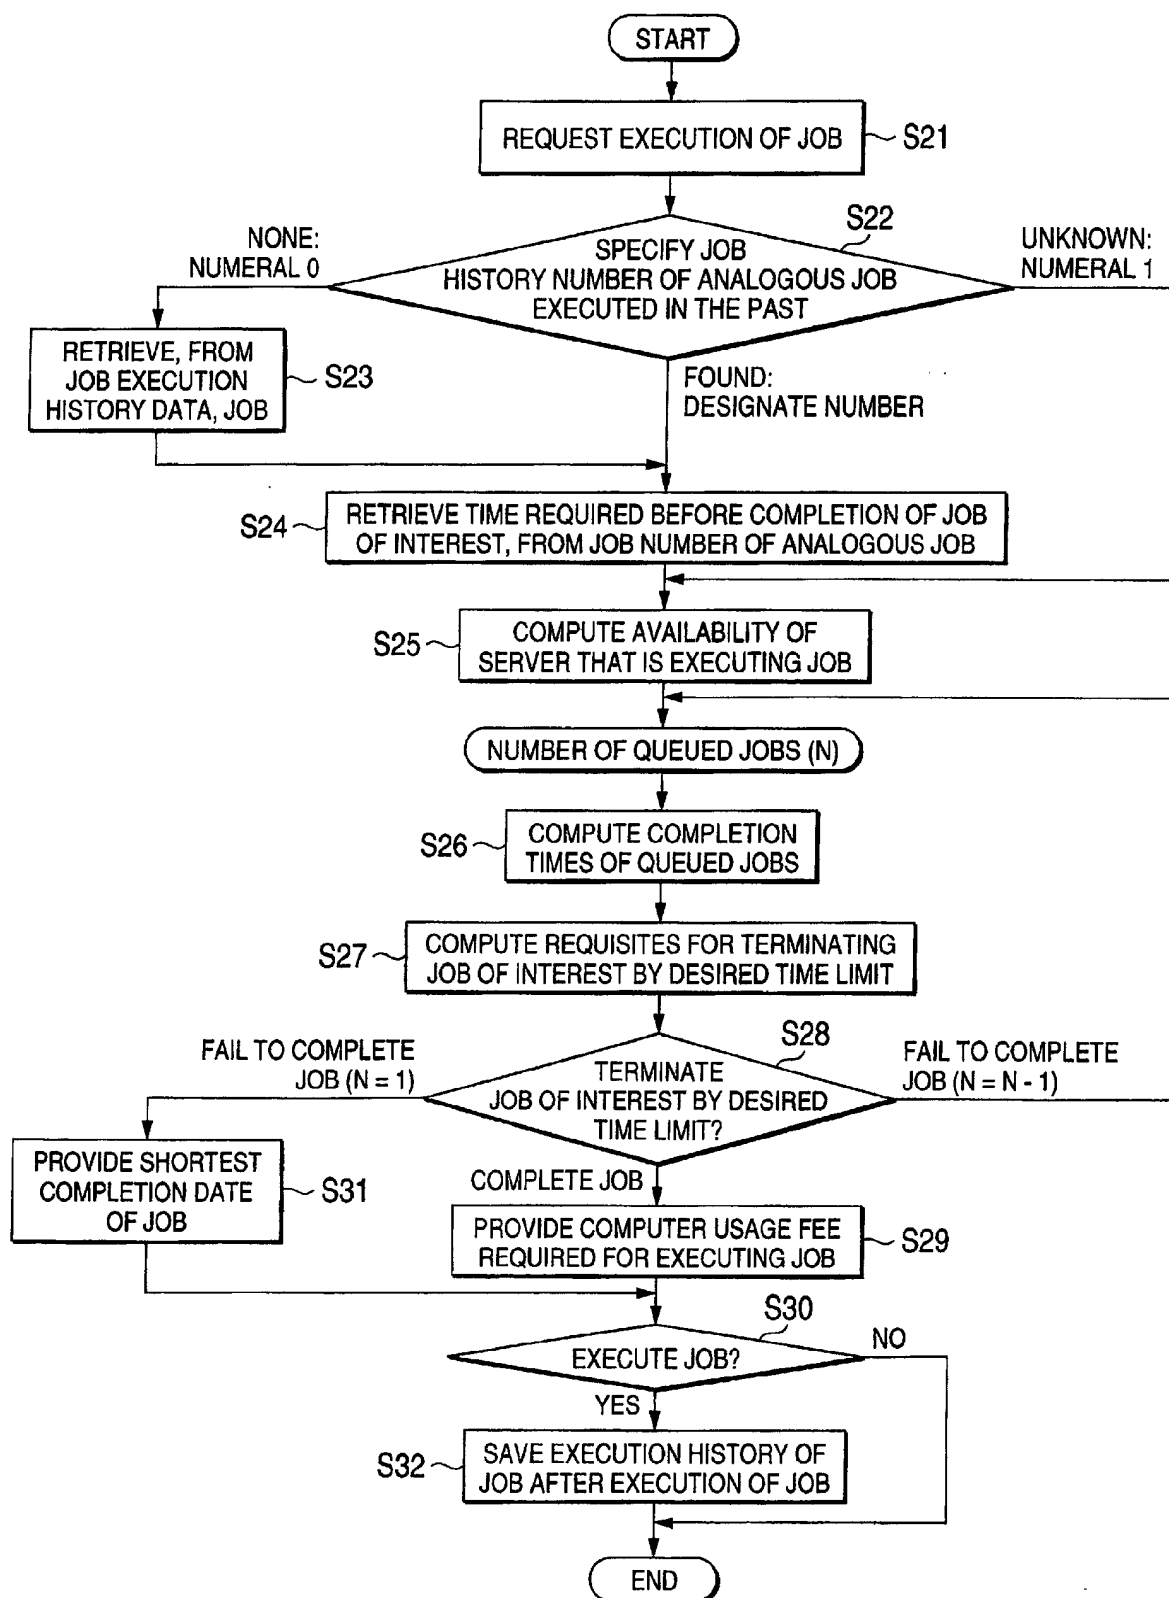 START
REQUEST EXECUTION OF JOB
S21
S22
NONE:
NUMERAL 0
SPECIFY JOB
HISTORY NUMBER OF ANALOGOUS JOB
EXECUTED IN THE PAST
UNKNOWN:
NUMERAL 1
RETRIEVE, FROM
JOB EXECUTION
HISTORY DATA, JOB
S23
FOUND:
DESIGNATE NUMBER
S24
RETRIEVE TIME REQUIRED BEFORE COMPLETION OF JOB
OF INTEREST, FROM JOB NUMBER OF ANALOGOUS JOB
S25
COMPUTE AVAILABILITY OF
SERVER THAT IS EXECUTING JOB
NUMBER OF QUEUED JOBS (N)
S26
COMPUTE COMPLETION
TIMES OF QUEUED JOBS
S27
COMPUTE REQUISITES FOR TERMINATING
JOB OF INTEREST BY DESIRED TIME LIMIT
S28
FAIL TO COMPLETE
JOB (N = 1)
TERMINATE
JOB OF INTEREST BY DESIRED
TIME LIMIT?
FAIL TO COMPLETE
JOB (N = N - 1)
PROVIDE SHORTEST
COMPLETION DATE
OF JOB
S31
COMPLETE JOB
PROVIDE COMPUTER USAGE FEE
REQUIRED FOR EXECUTING JOB
S29
S30
EXECUTE JOB?
NO
YES
S32
SAVE EXECUTION HISTORY OF
JOB AFTER EXECUTION OF JOB
END